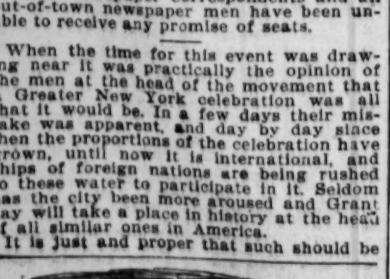 out-of-town newspaper men have been un-
able to receive any promise of seats.
When the time for this event was draw-
ng near it was practically the opinion of
he men at the head of the movement that
Greater New York celebration was all
hat it would be. In a few days their mis-
ake was apparent, and day by day since
hen the proportions of the celebration have
rown, until now it is international, and
hips of foreign nations are being rushed
o these water to participate in it. Seldom
as the city been more aroused and Grant
ay will take a place in history at the head
f all similar ones in America.
It is just and proper that such should be